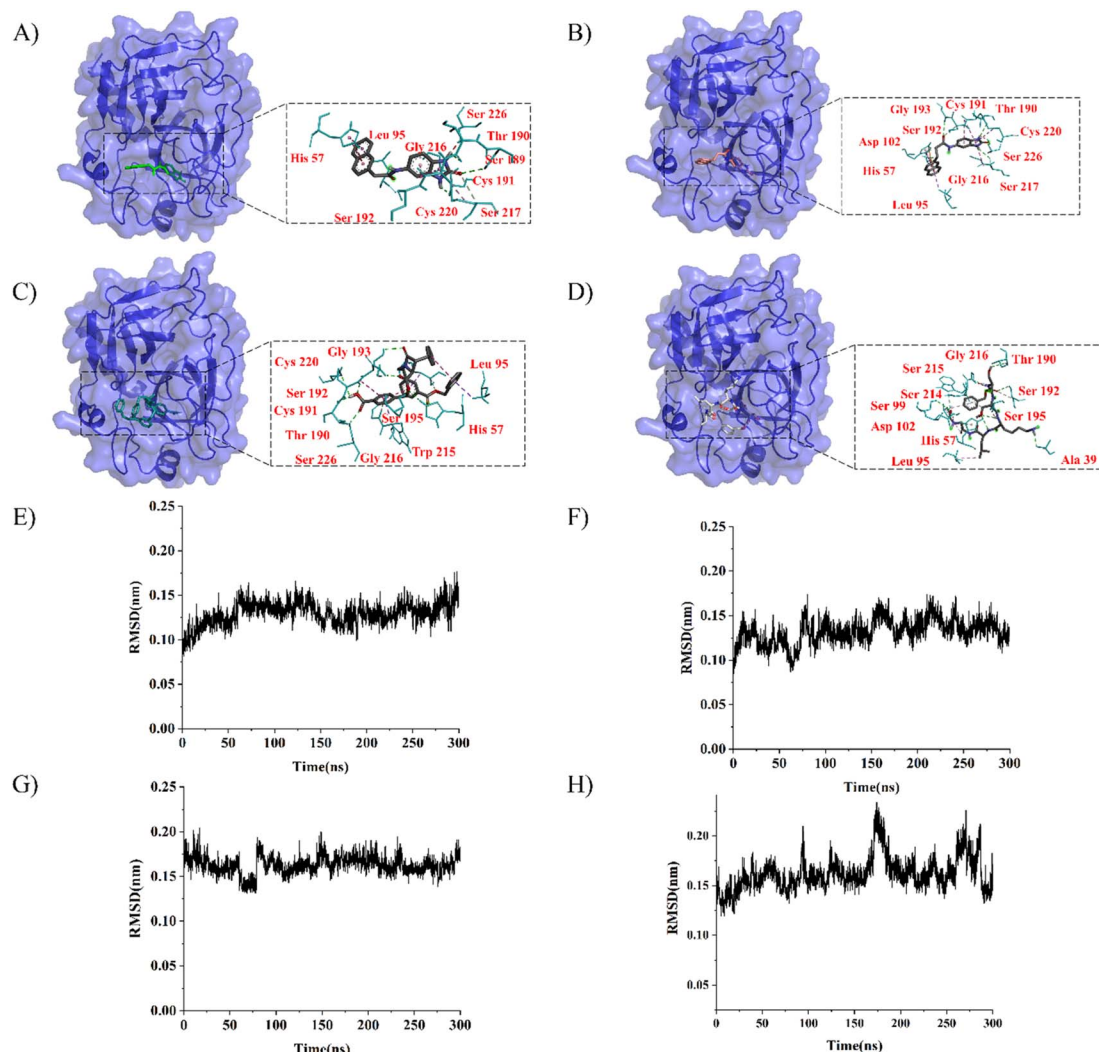 A)
Ser 226
Leu 95
Thr 190
Gly 216
Ser 189
His 57
Cys 191
Ser 192
Cys 220
Ser 217
B)
Cys 191
Gly 193
Thr 190
Ser 192
Cys 220
Asp 102
Ser 226
His 57
Gly 216
Ser 217
Leu 95
C)
Gly 193
Cys 220
Leu 95
Ser 192
Cys 191
Ser 195
His 57
Thr 190
Trp 215
Ser 226
Gly 216
D)
Gly 216
Thr 190
Ser 215
Ser 214
Ser 192
Ser 99
Ser 195
Asp 102
His 57
Leu 95
Ala 39
E)
0.25
0.20
0.15
0.10
0.05
0.00
RMSD(nm)
0 50 100 150 200 250 300
Time(ns)
F)
0.25
0.20
0.15
0.10
0.05
0.00
RMSD(nm)
0 50 100 150 200 250 300
Time(ns)
G)
0.25
0.20
0.15
0.10
0.05
0.00
RMSD(nm)
0 50 100 150 200 250 300
Time(ns)
H)
0.20
0.15
0.10
0.05
RMSD(nm)
0 50 100 150 200 250 300
Time(ns)